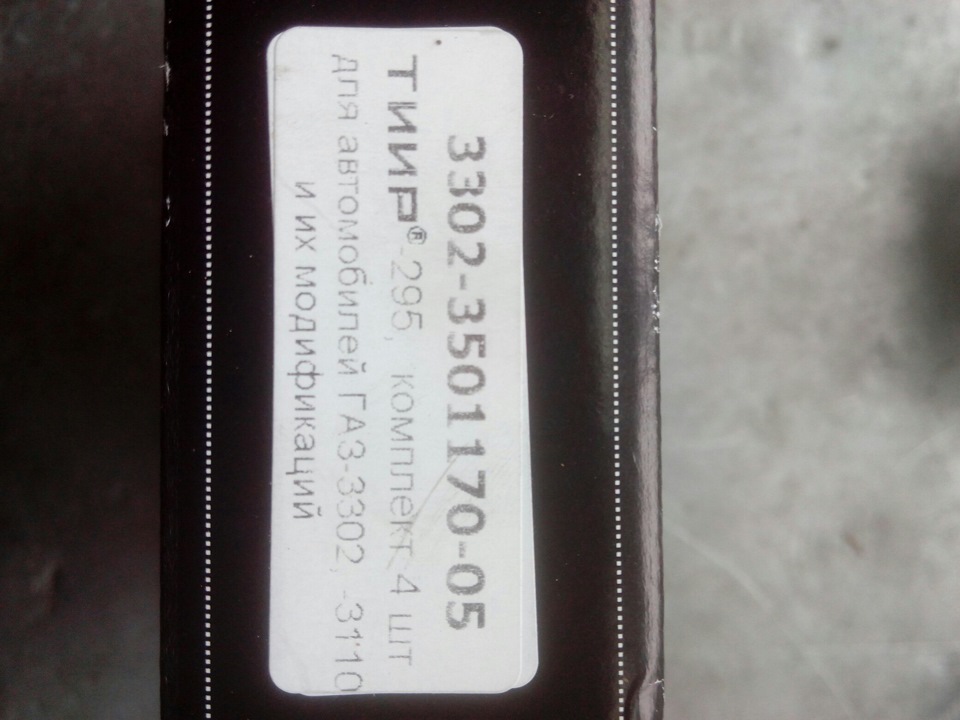 3302-3501170-05
ТИИР®-295, комплект 4 шт
для автомобилей ГАЗ-3302, -3110
и их модификаций